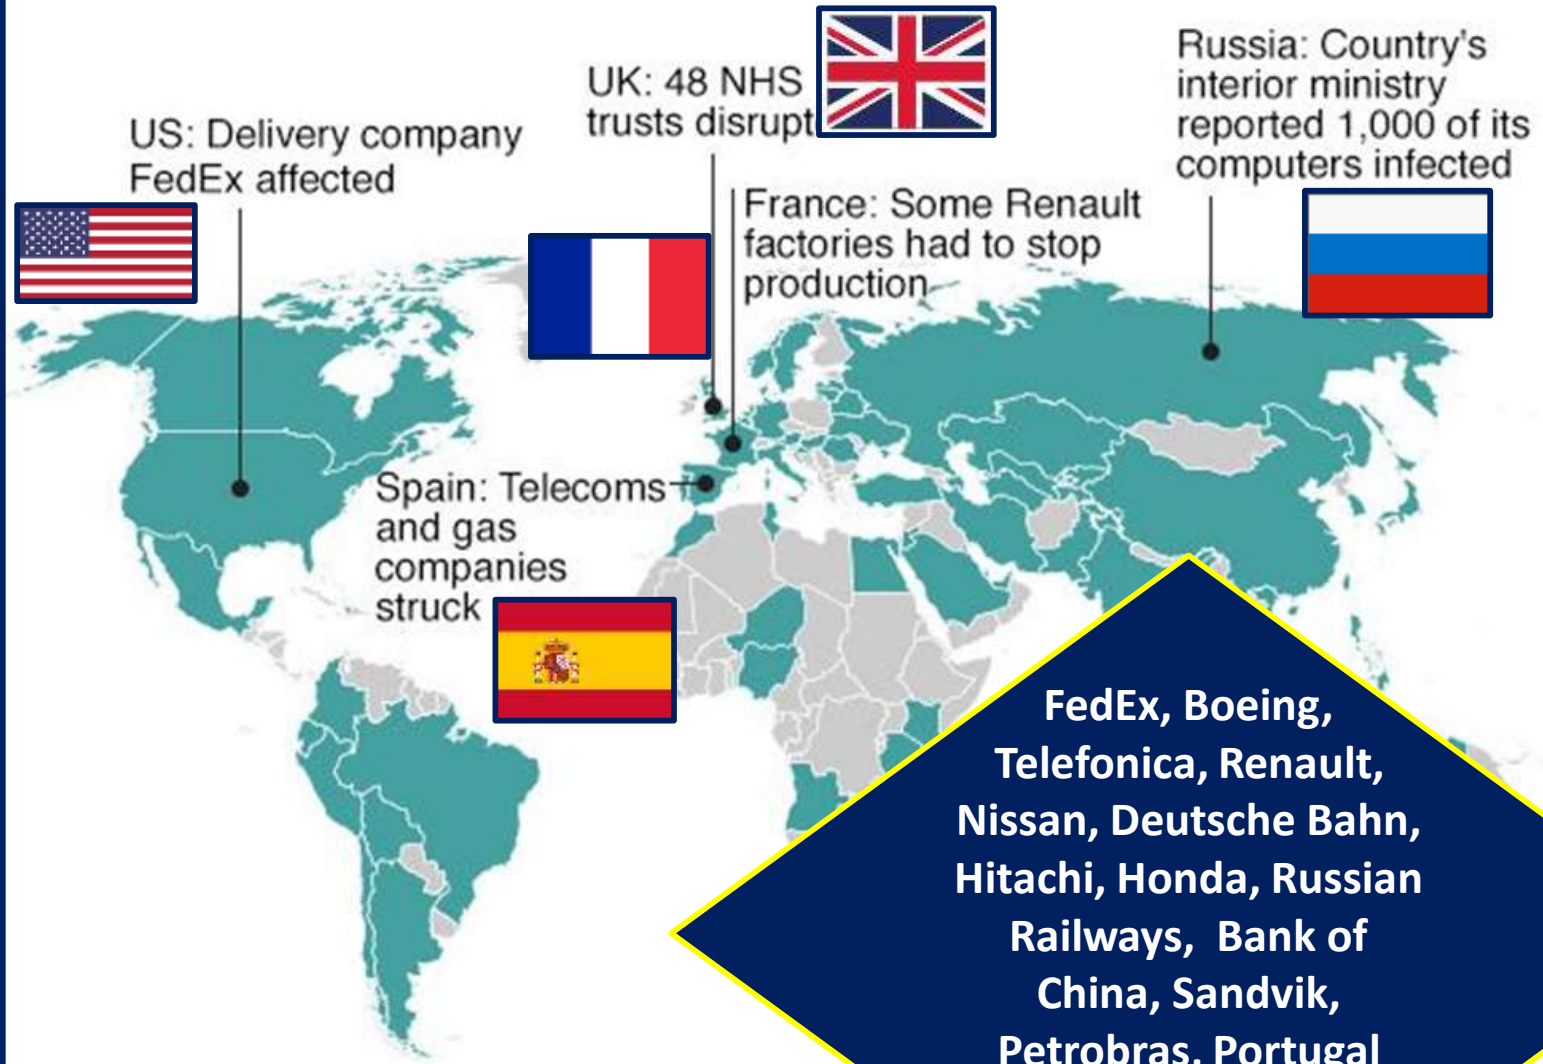 US: Delivery company
FedEx affected
UK: 48 NHS
trusts disrupt
Russia: Country's
interior ministry
reported 1,000 of its
computers infected
France: Some Renault
factories had to stop
production
Spain: Telecoms
and gas
companies
struck
FedEx, Boeing,
Telefonica, Renault,
Nissan, Deutsche Bahn,
Hitachi, Honda, Russian
Railways, Bank of
China, Sandvik,
Petrobras, Portugal